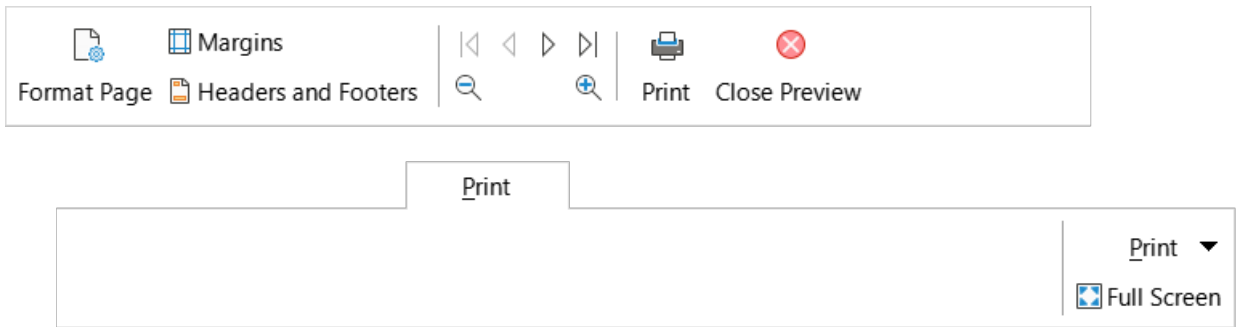 Margins
Format Page Headers and Footers Print Close Preview
Print
Print
Full Screen